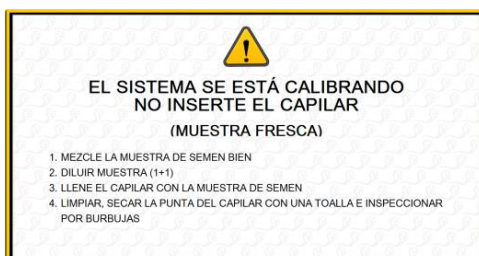 EL SISTEMA SE ESTÁ CALIBRANDO
NO INSERTE EL CAPILAR
(MUESTRA FRESCA)
1. MEZCLE LA MUESTRA DE SEMEN BIEN
2. DILUIR MUESTRA (1+1)
3. LLENE EL CAPILAR CON LA MUESTRA DE SEMEN
4. LIMPIAR, SECAR LA PUNTA DEL CAPILAR CON UNA TOALLA E INSPECCIONAR
POR BURBUJAS